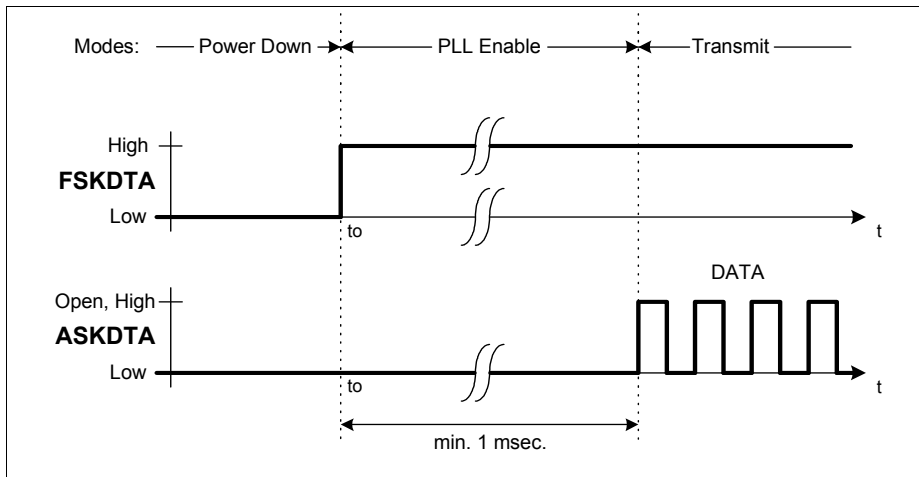 Modes: Power Down PLL Enable Transmit
High
FSKDTA
Low
to
t
DATA
Open, High
ASKDTA
Low
to
t
min. 1 msec.